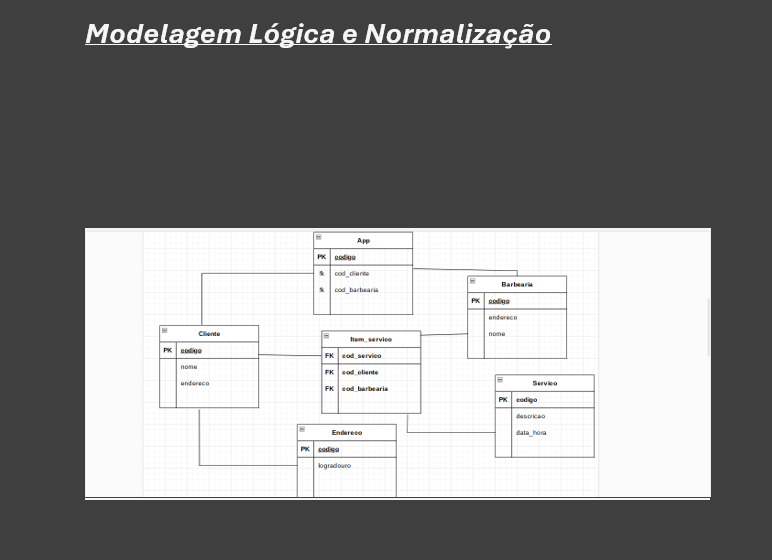 Modelagem Lógica e Normalização
App
PK codigo
fk cod_cliente
fk cod_barbearia
Barbearia
PK codigo
endereco
nome
Cliente
PK codigo
nome
endereco
Item_servico
FK cod_servico
FK cod_cliente
FK cod_barbearia
Servico
PK codigo
descricao
data_hora
Endereco
PK codigo
logradouro